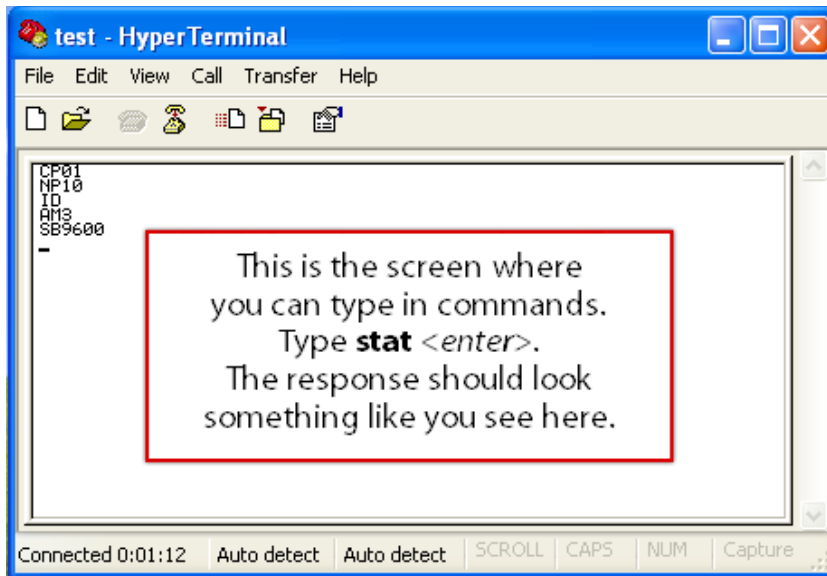 test - HyperTerminal
File Edit View Call Transfer Help
CP01
NP10
ID
AM3
SB9600
This is the screen where
you can type in commands.
Type stat <enter>.
The response should look
something like you see here.
Connected 0:01:12 Auto detect Auto detect SCROLL CAPS NUM Capture